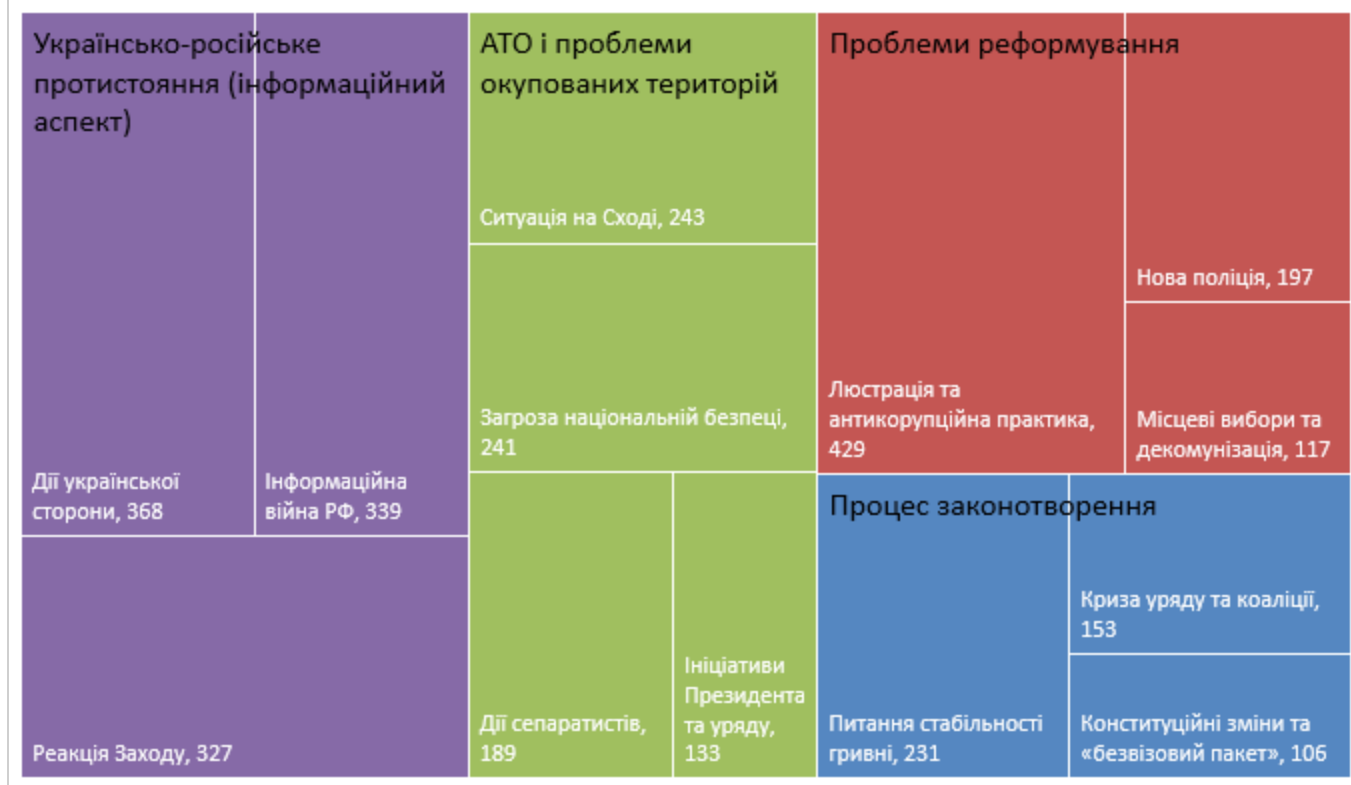 Українсько-російське
протистояння (інформаційний
аспект)
Дії української
сторони, 368
Інформаційна
війна РФ, 339
Реакція Заходу, 327
АТО і проблеми
окупованих територій
Ситуація на Сході, 243
Загроза національній безпеці,
241
Дії сепаратистів,
189
Ініціативи
Президента
та уряду,
133
Проблеми реформування
Люстрація та
антикорупційна практика,
429
Нова поліція, 197
Місцеві вибори та
декомунізація, 117
Процес законотворення
Питання стабільності
гривні, 231
Криза уряду та коаліції,
153
Конституційні зміни та
«безвізовий пакет», 106